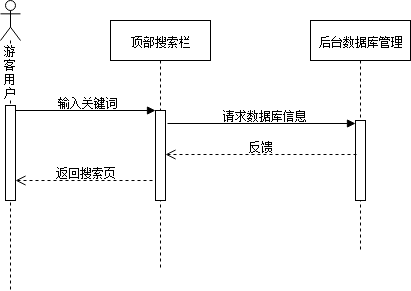 顶部搜索栏
后台数据库管理
游客用户
输入关键词
请求数据库信息
反馈
返回搜索页